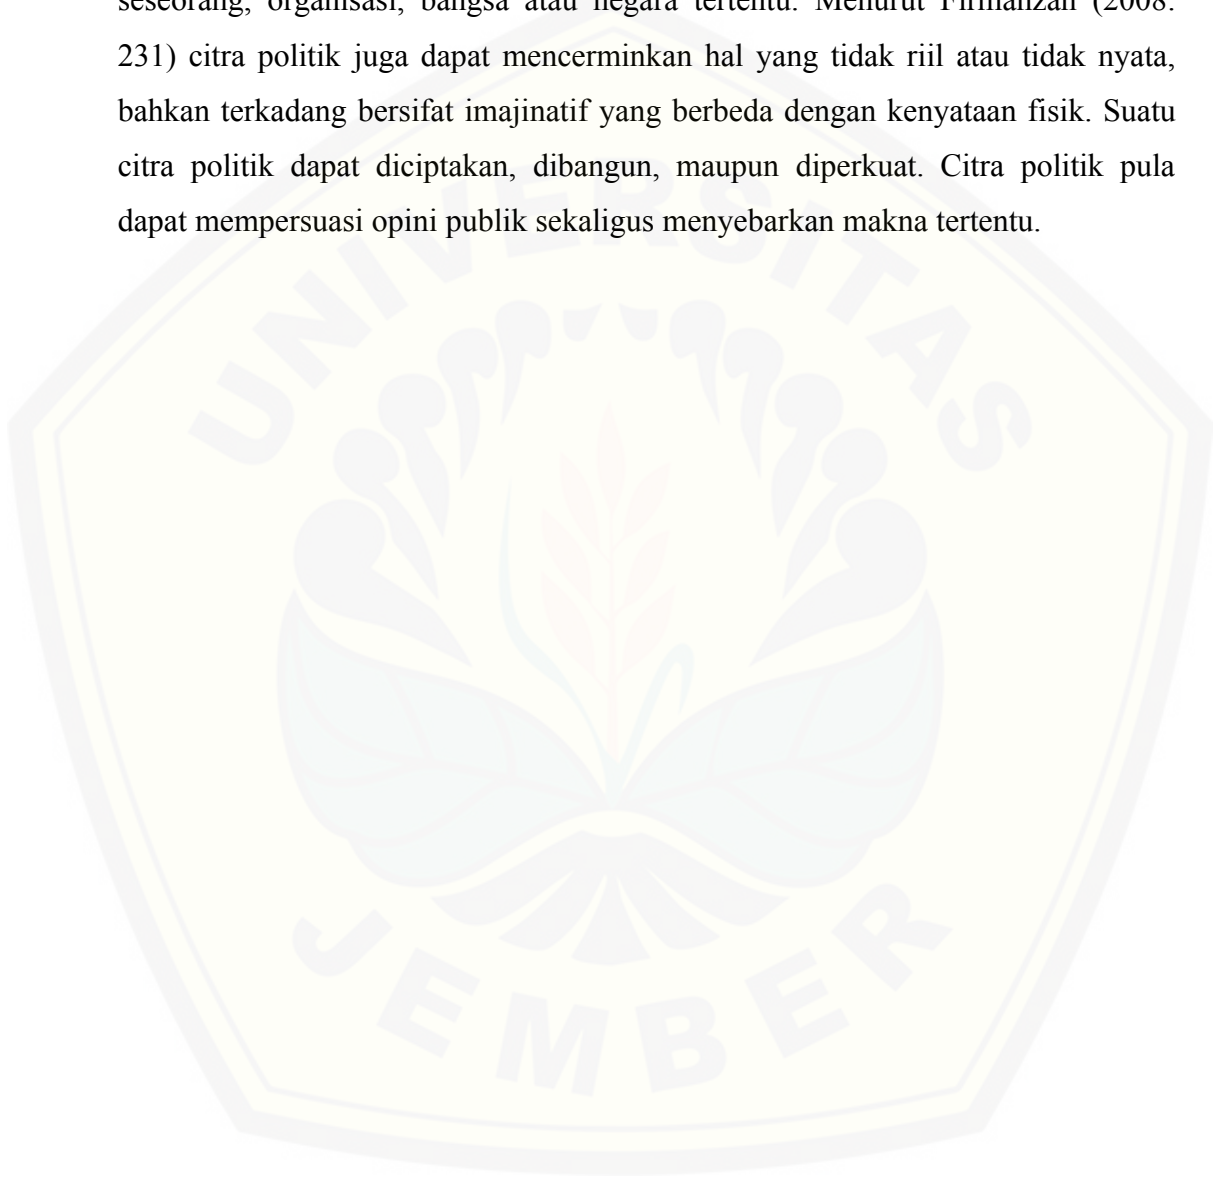 seseorang, organisasi, bangsa atau negara tertentu. Menurut Firmanzah (2008:
231) citra politik juga dapat mencerminkan hal yang tidak riil atau tidak nyata,
bahkan terkadang bersifat imajinatif yang berbeda dengan kenyataan fisik. Suatu
citra politik dapat diciptakan, dibangun, maupun diperkuat. Citra politik pula
dapat mempersuasi opini publik sekaligus menyebarkan makna tertentu.
UNIVERSITAS
JEMBER